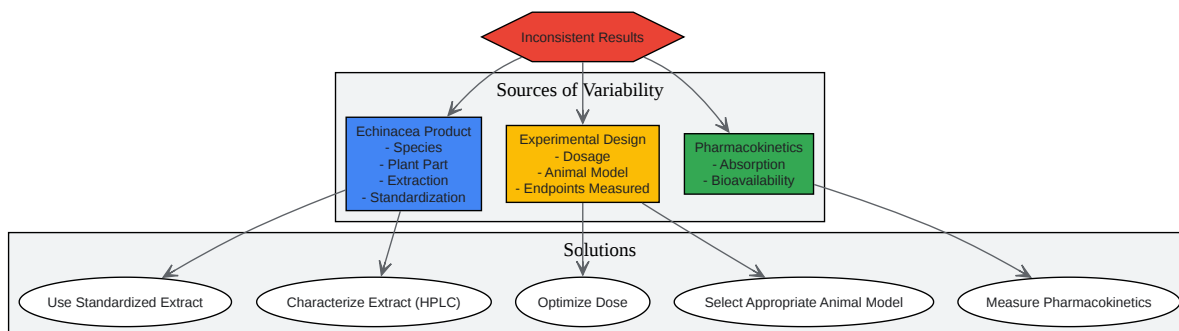 Inconsistent Results
Sources of Variability
Echinacea Product
- Species
- Plant Part
- Extraction
- Standardization
Experimental Design
- Dosage
- Animal Model
- Endpoints Measured
Pharmacokinetics
- Absorption
- Bioavailability
Solutions
Use Standardized Extract
Characterize Extract (HPLC)
Optimize Dose
Select Appropriate Animal Model
Measure Pharmacokinetics